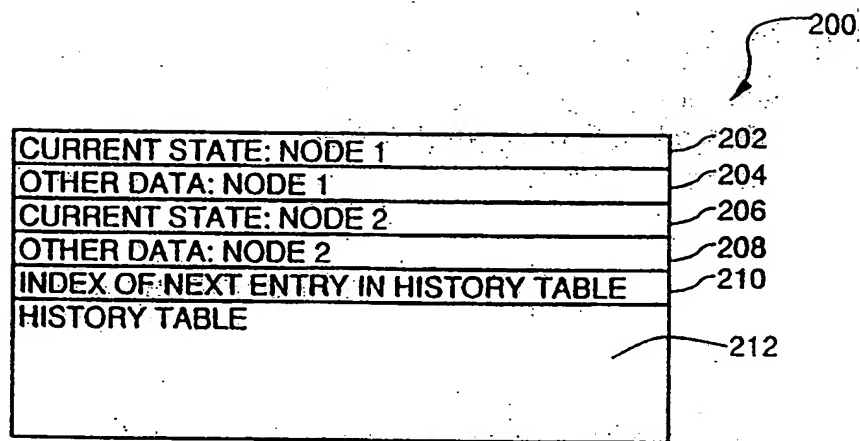 200
CURRENT STATE: NODE 1 202
OTHER DATA: NODE 1 204
CURRENT STATE: NODE 2 206
OTHER DATA: NODE 2 208
INDEX OF NEXT ENTRY IN HISTORY TABLE 210
HISTORY TABLE
212